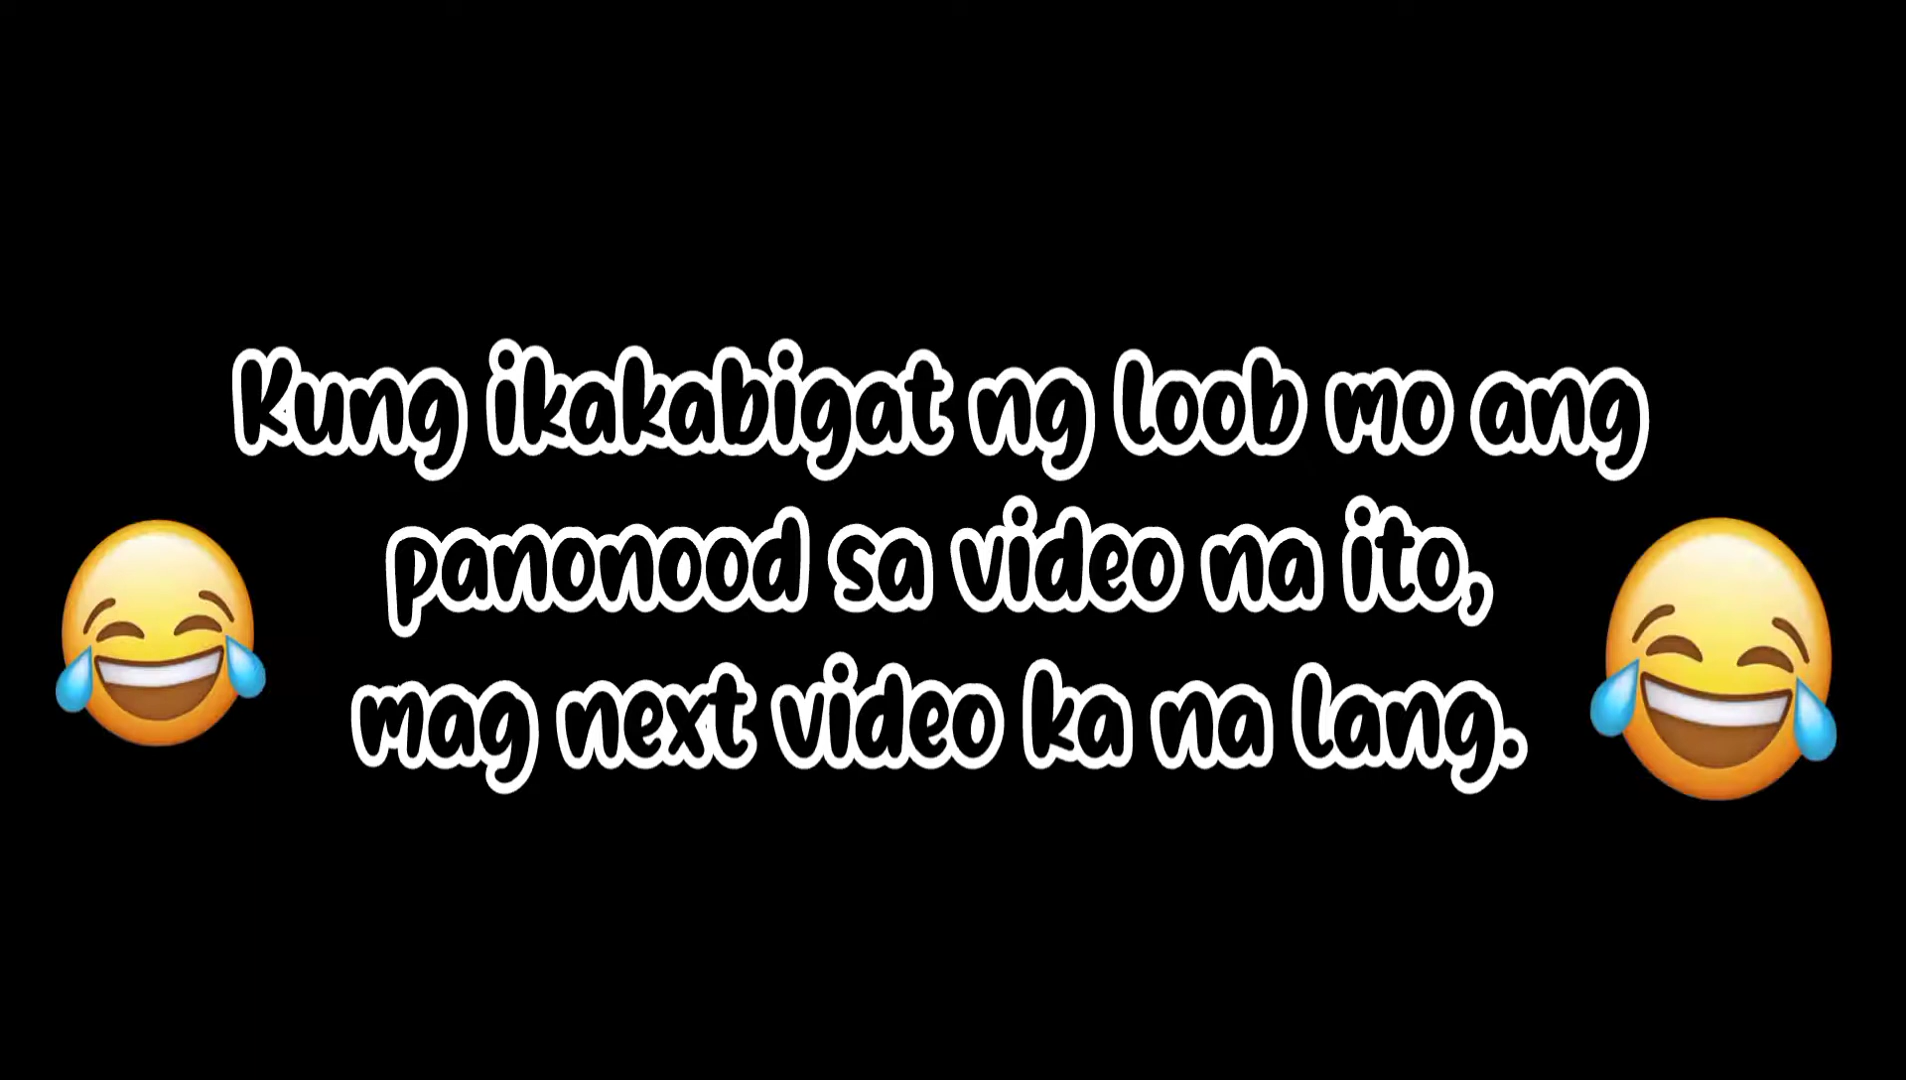 Kung ikakabigat ng loob mo ang
panonood sa video na ito,
mag next video ka na lang.